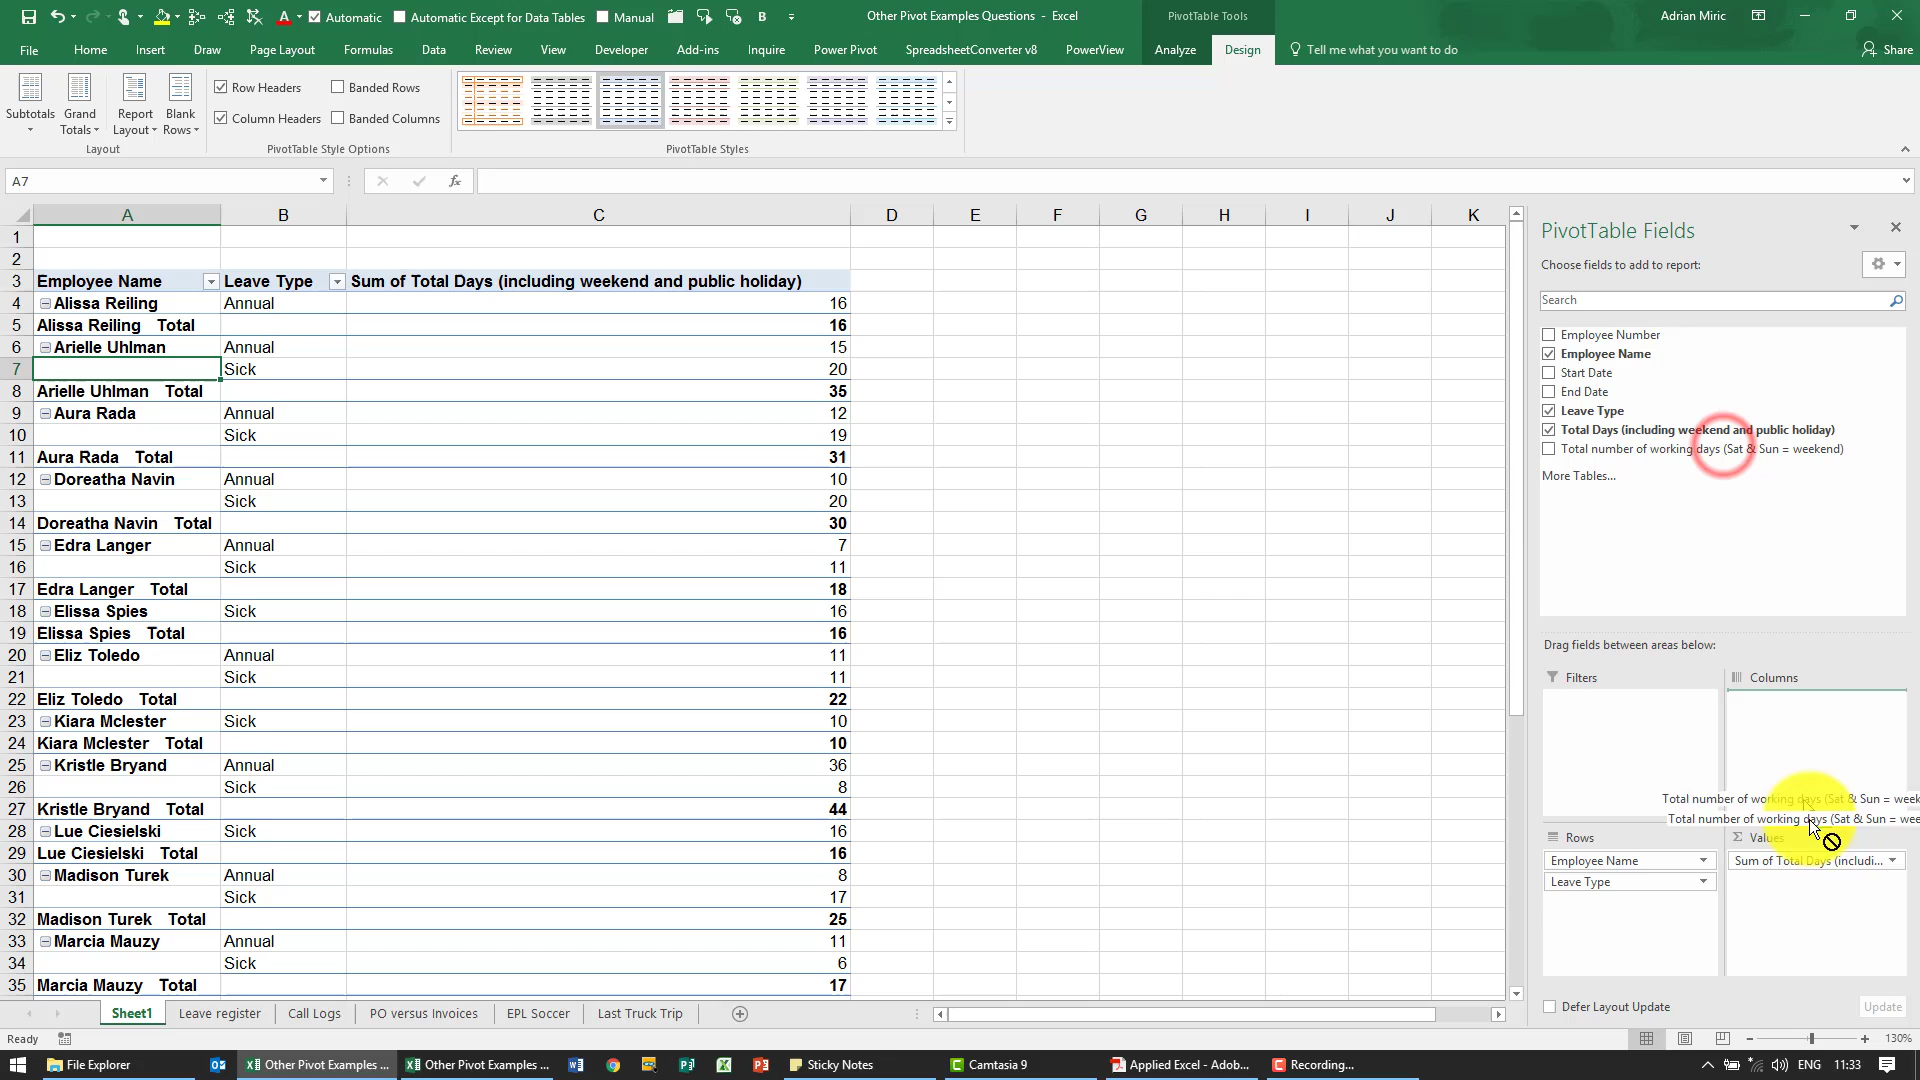 Automatic Automatic Except for Data Tables Manual B
Other Pivot Examples Questions - Excel
PivotTable Tools
Adrian Miric
File Home Insert Draw Page Layout Formulas Data Review View Developer Add-ins Inquire Power Pivot SpreadsheetConverter v8 PowerView Analyze Design Tell me what you want to do Share
Subtotals Grand Totals Report Layout Blank Rows
Layout
Row Headers Banded Rows
Column Headers Banded Columns
PivotTable Style Options
PivotTable Styles
A7 fx
A B C D E F G H I J K
1
2
3 Employee Name Leave Type Sum of Total Days (including weekend and public holiday)
4 Alissa Reiling Annual 16
5 Alissa Reiling Total 16
6 Arielle Uhlman Annual 15
7 Sick 20
8 Arielle Uhlman Total 35
9 Aura Rada Annual 12
10 Sick 19
11 Aura Rada Total 31
12 Doreatha Navin Annual 10
13 Sick 20
14 Doreatha Navin Total 30
15 Edra Langer Annual 7
16 Sick 11
17 Edra Langer Total 18
18 Elissa Spies Sick 16
19 Elissa Spies Total 16
20 Eliz Toledo Annual 11
21 Sick 11
22 Eliz Toledo Total 22
23 Kiara Mclester Sick 10
24 Kiara Mclester Total 10
25 Kristle Bryand Annual 36
26 Sick 8
27 Kristle Bryand Total 44
28 Lue Ciesielski Sick 16
29 Lue Ciesielski Total 16
30 Madison Turek Annual 8
31 Sick 17
32 Madison Turek Total 25
33 Marcia Mauzy Annual 11
34 Sick 6
35 Marcia Mauzy Total 17
PivotTable Fields
Choose fields to add to report:
Search
Employee Number
Employee Name
Start Date
End Date
Leave Type
Total Days (including weekend and public holiday)
Total number of working days (Sat & Sun = weekend)
More Tables...
Drag fields between areas below:
Filters Columns
Total number of working days (Sat & Sun = week
Total number of working days (Sat & Sun = wee
Rows Values
Employee Name Sum of Total Days (includi...
Leave Type
Defer Layout Update Update
Sheet1 Leave register Call Logs PO versus Invoices EPL Soccer Last Truck Trip
Ready 130%
File Explorer Other Pivot Examples ... Other Pivot Examples ... Sticky Notes Camtasia 9 Applied Excel - Adob... Recording... ENG 11:33